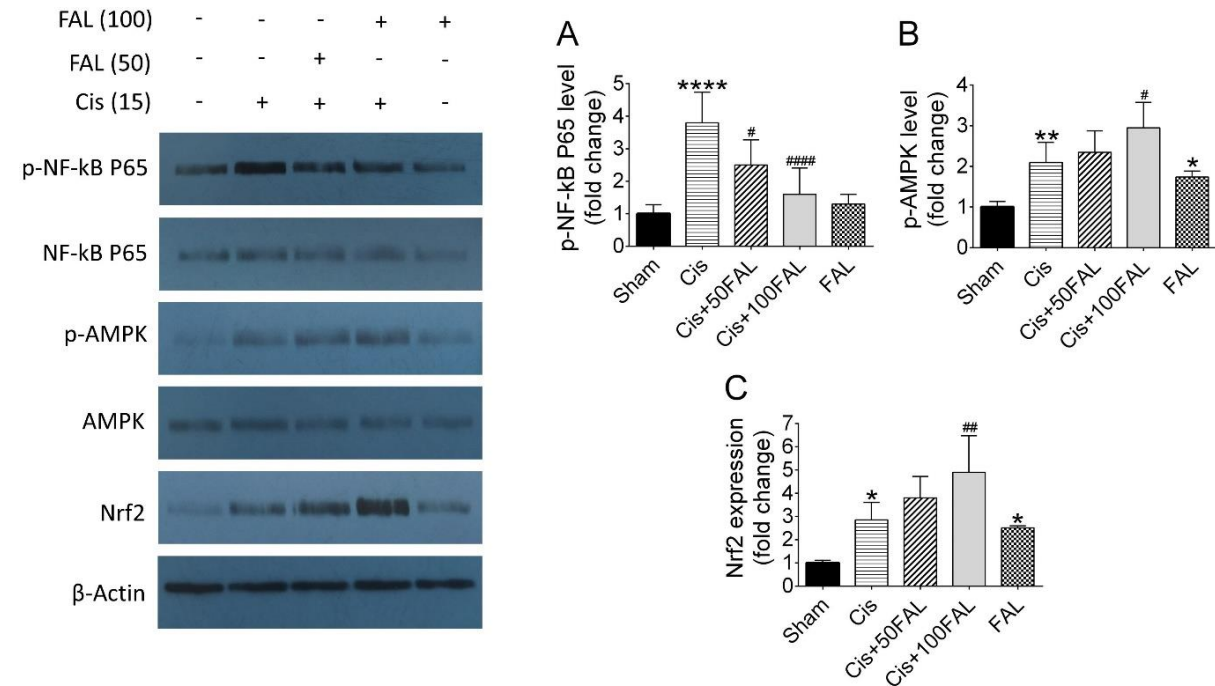 FAL (100) - - - + +
FAL (50) - - + - -
Cis (15) - + + + -
p-NF-kB P65
NF-kB P65
p-AMPK
AMPK
Nrf2
β-Actin
A
p-NF-kB P65 level
(fold change)
5
4
3
2
1
0
****
#
####
Sham
Cis
Cis+50FAL
Cis+100FAL
FAL
B
p-AMPK level
(fold change)
4
3
2
1
0
**
#
*
Sham
Cis
Cis+50FAL
Cis+100FAL
FAL
C
Nrf2 expression
(fold change)
7
6
5
4
3
2
1
0
*
##
*
Sham
Cis
Cis+50FAL
Cis+100FAL
FAL